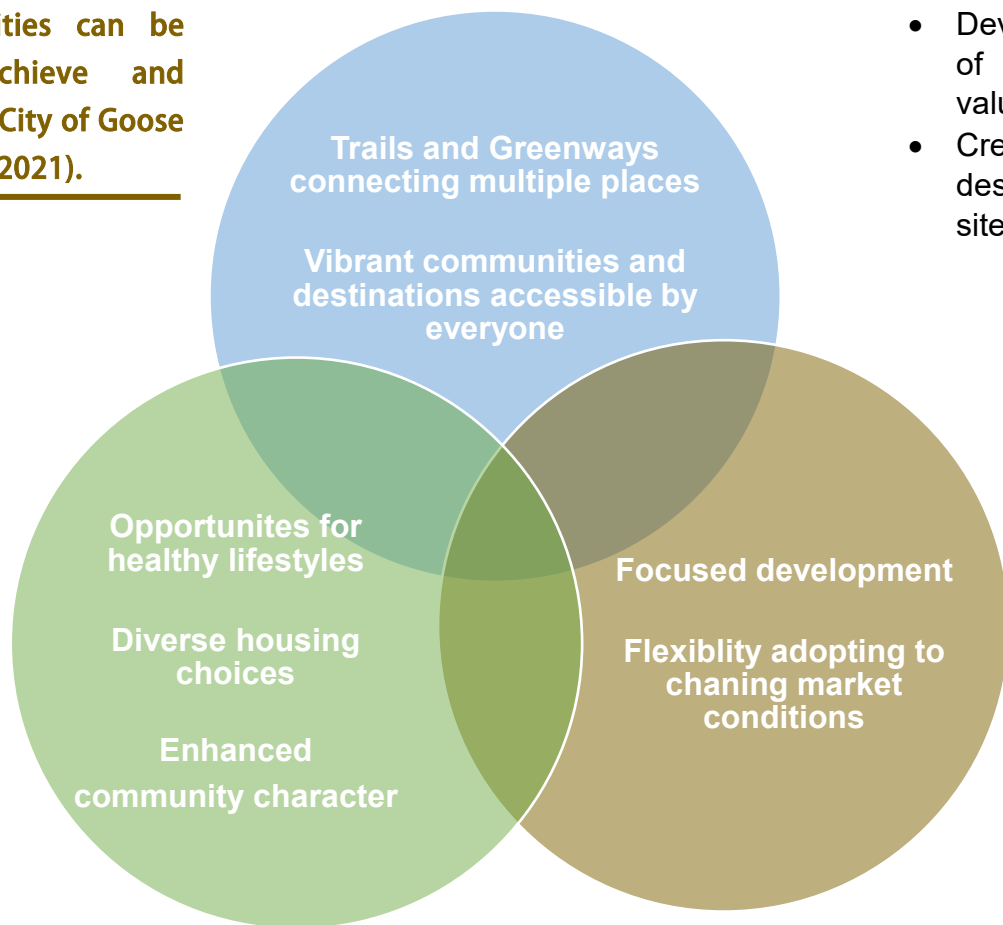 ities can be
chieve and
City of Goose
2021).
Trails and Greenways
connecting multiple places
Vibrant communities and
destinations accessible by
everyone
• Dev
of
valu
• Cre
des
site
Opportunites for
healthy lifestyles
Diverse housing
choices
Enhanced
community character
Focused development
Flexiblity adopting to
chaning market
conditions